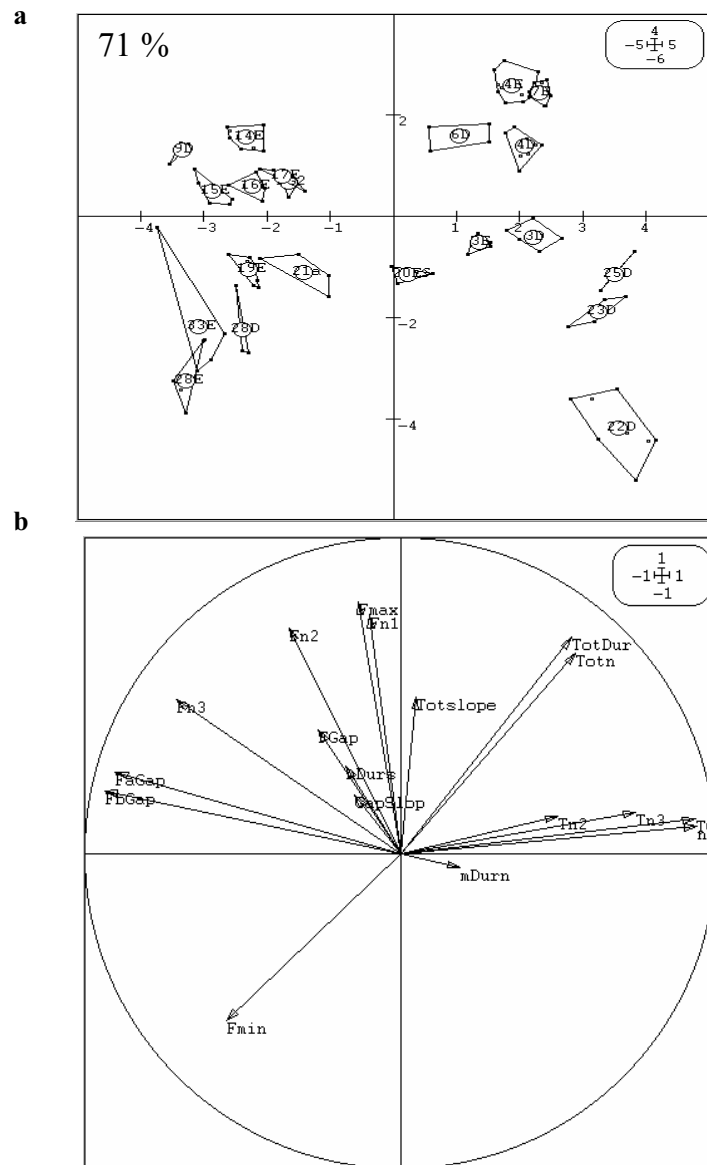 a
71 %
4
−5 5
−6
4E
7E
2
6D
4D
9D
14E
17E
15E
16E
−4 −3 −2 −1 1 2 3 4
3E
3D
19E
21a
25D
−2
23D
33E
28D
28E
−4
22D
b
1
−1 1
−1
Fmax
Fn1
Fn2
TotDur
Totn
Fn3
Totslope
FGap
FaGap
FbGap
GapSlop
Tn2
Tn3
mDurn
Fmin